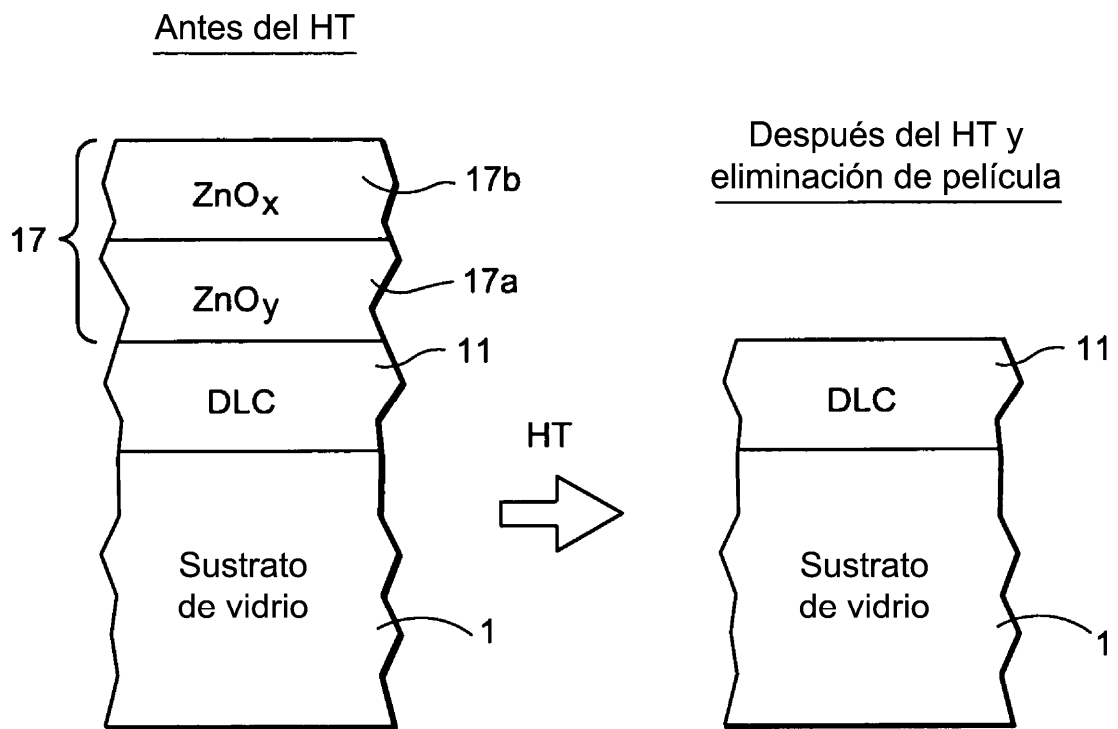 Antes del HT
17
ZnOx
17b
ZnOy
17a
DLC
11
Sustrato
de vidrio
1
HT
Después del HT y
eliminación de película
DLC
11
Sustrato
de vidrio
1